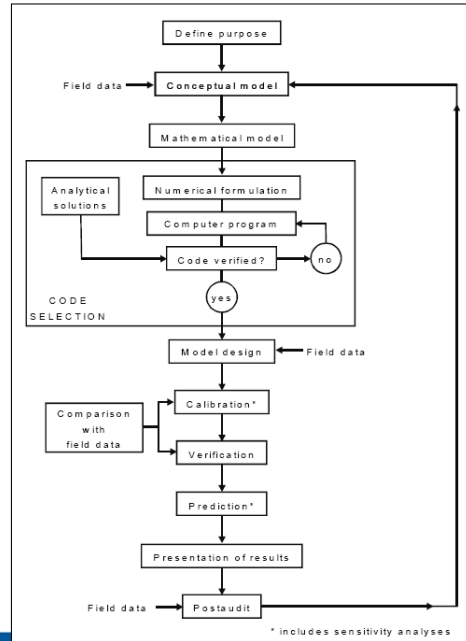 Define purpose
Field data
Conceptual model
Mathematical model
Analytical
solutions
Numerical formulation
Computer program
Code verified?
no
yes
CODE
SELECTION
Model design
Field data
Calibration*
Comparison
with
field data
Verification
Prediction*
Presentation of results
Field data
Postaudit
* includes sensitivity analyses